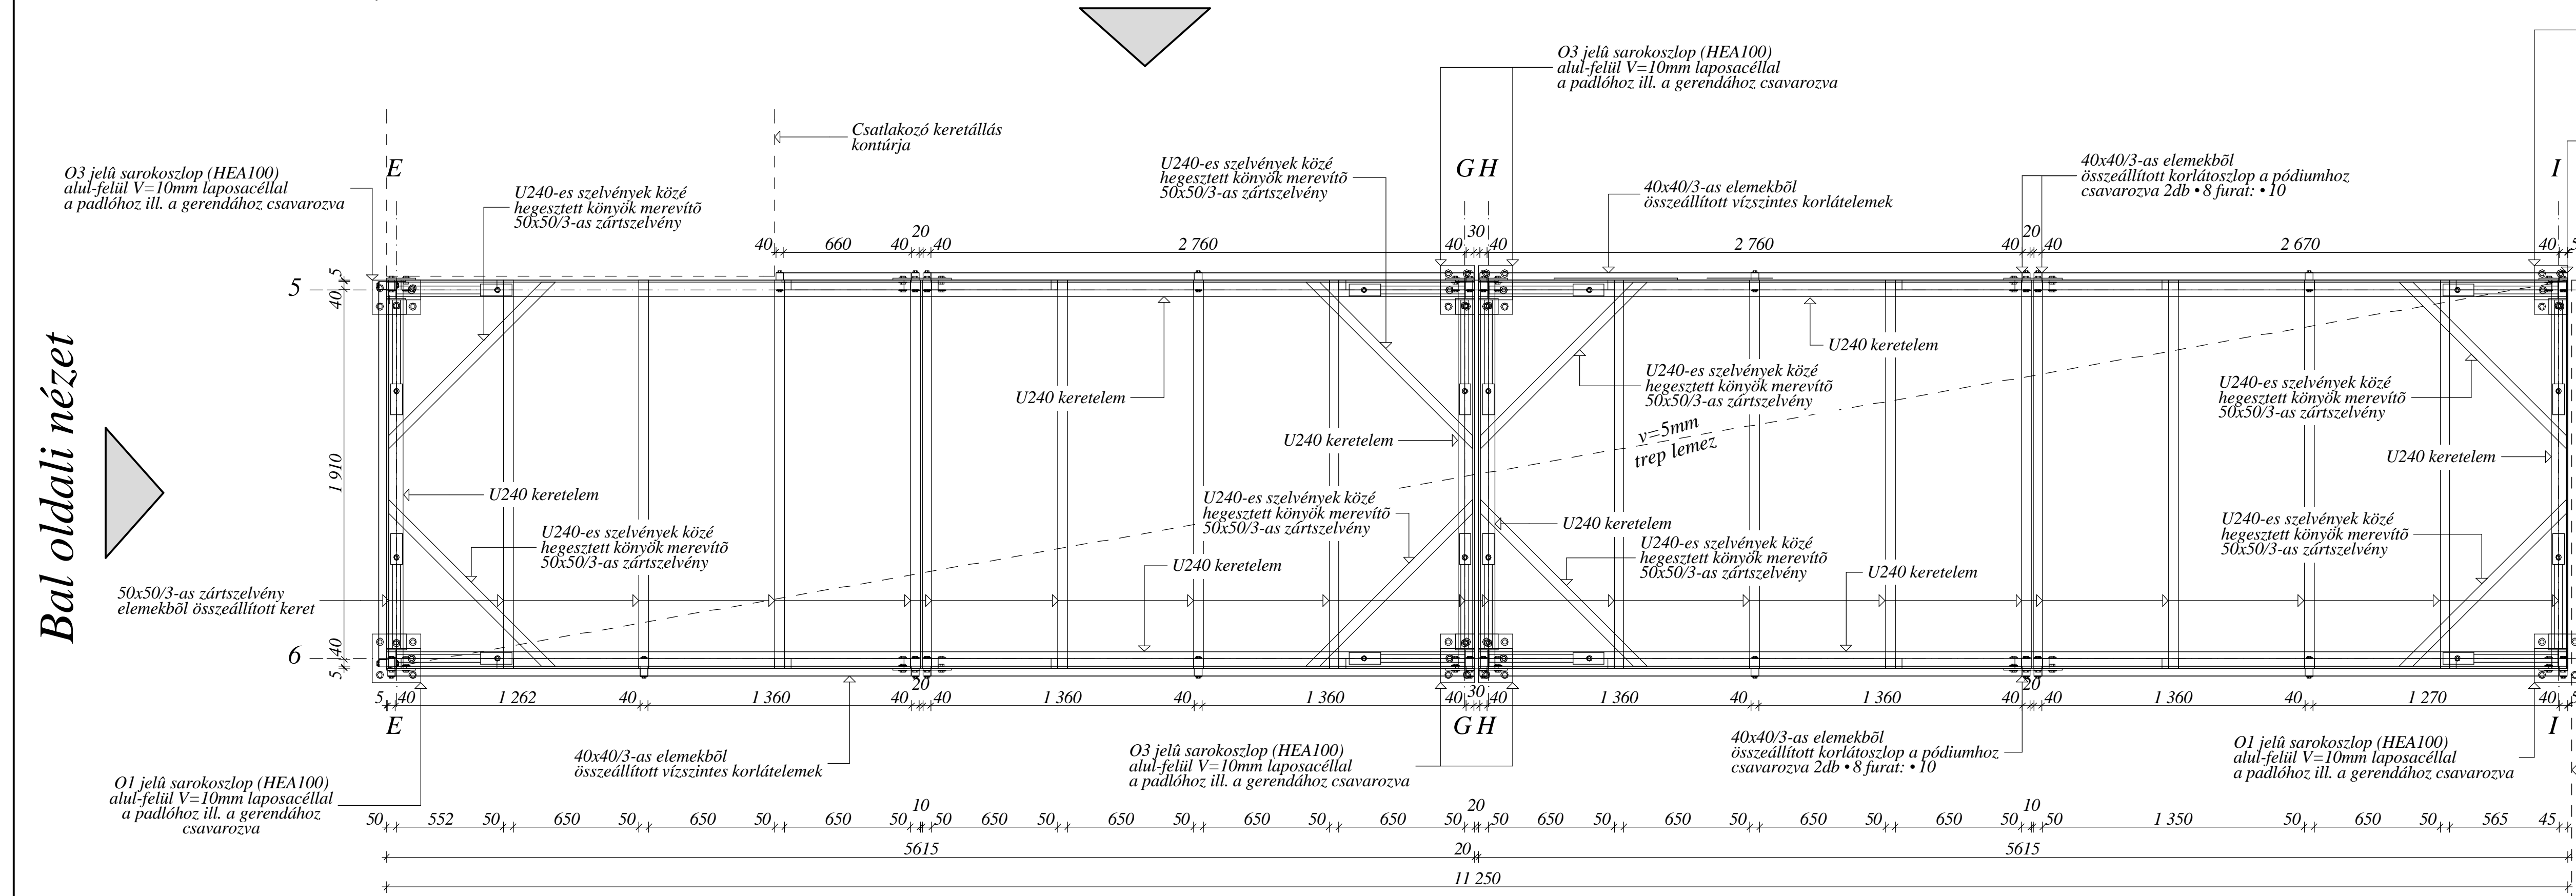 O3 jelû sarokoszlop (HEA100)
alul-felül V=10mm laposacéllal
a padlóhoz ill. a gerendához csavarozva
Csatlakozó keretállás
kontúrja
O3 jelû sarokoszlop (HEA100)
alul-felül V=10mm laposacéllal
a padlóhoz ill. a gerendához csavarozva
E
U240-es szelvények közé
hegesztett könyök merevítõ
50x50/3-as zártszelvény
U240-es szelvények közé
hegesztett könyök merevítõ
50x50/3-as zártszelvény
G H
40x40/3-as elemekbõl
összeállított vízszintes korlátelemek
40x40/3-as elemekbõl
összeállított korlátoszlop a pódiumhoz
csavarozva 2db • 8 furat: • 10
I
40 660 40 20 40 2 760 40 30 40 2 760 40 20 40 2 670 40 5
5
5
40
1 910
40
5
Bal oldali nézet
U240 keretelem
U240 keretelem
U240-es szelvények közé
hegesztett könyök merevítõ
50x50/3-as zártszelvény
U240-es szelvények közé
hegesztett könyök merevítõ
50x50/3-as zártszelvény
U240 keretelem
v=5mm
trep lemez
U240 keretelem
U240 keretelem
U240-es szelvények közé
hegesztett könyök merevítõ
50x50/3-as zártszelvény
U240-es szelvények közé
hegesztett könyök merevítõ
50x50/3-as zártszelvény
U240 keretelem
U240-es szelvények közé
hegesztett könyök merevítõ
50x50/3-as zártszelvény
U240-es szelvények közé
hegesztett könyök merevítõ
50x50/3-as zártszelvény
U240 keretelem
U240 keretelem
50x50/3-as zártszelvény
elemekbõl összeállított keret
6
5 40 1 262 40 1 360 40 20 40 1 360 40 1 360 40 30 40 1 360 40 1 360 40 20 40 1 360 40 1 270 40 5
E
G H
I
40x40/3-as elemekbõl
összeállított vízszintes korlátelemek
O3 jelû sarokoszlop (HEA100)
alul-felül V=10mm laposacéllal
a padlóhoz ill. a gerendához csavarozva
40x40/3-as elemekbõl
összeállított korlátoszlop a pódiumhoz
csavarozva 2db • 8 furat: • 10
O1 jelû sarokoszlop (HEA100)
alul-felül V=10mm laposacéllal
a padlóhoz ill. a gerendához csavarozva
O1 jelû sarokoszlop (HEA100)
alul-felül V=10mm laposacéllal
a padlóhoz ill. a gerendához
csavarozva
50 552 50 650 50 650 50 650 50 10 50 650 50 650 50 650 50 650 50 20 50 650 50 650 50 650 50 650 50 10 50 1 350 50 650 50 565 45
5615 20 5615
11 250